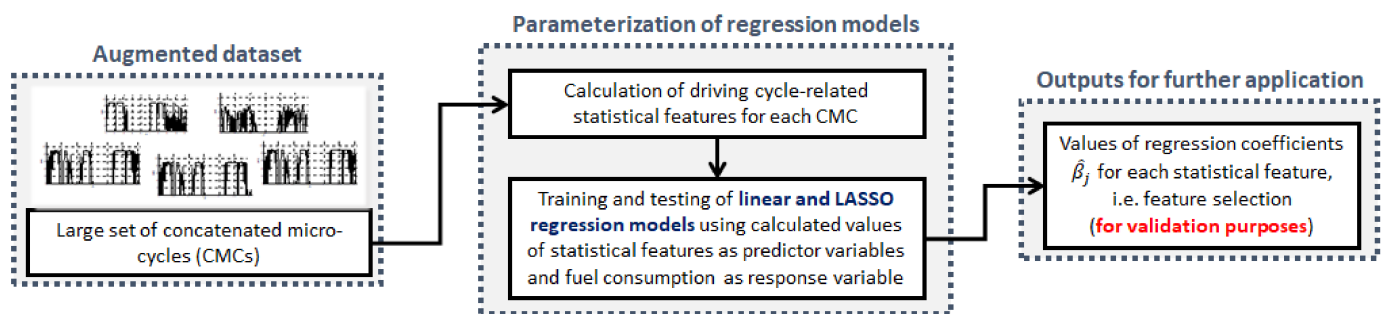 Augmented dataset
Large set of concatenated micro-
cycles (CMCs)
Parameterization of regression models
Calculation of driving cycle-related
statistical features for each CMC
Training and testing of linear and LASSO
regression models using calculated values
of statistical features as predictor variables
and fuel consumption as response variable
Outputs for further application
Values of regression coefficients
β̂ⱼ for each statistical feature,
i.e. feature selection
(for validation purposes)